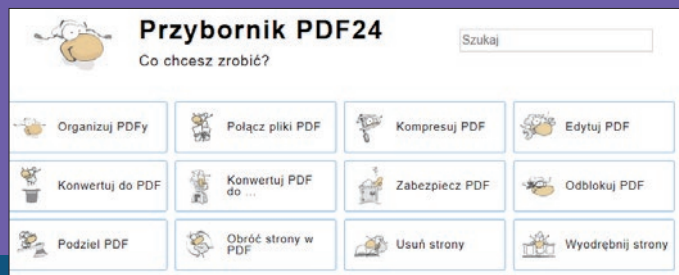 Przybornik PDF24
Co chcesz zrobić?
Szukaj
Organizuj PDFy
Połącz pliki PDF
Kompresuj PDF
Edytuj PDF
Konwertuj do PDF
Konwertuj PDF
do ...
Zabezpiecz PDF
Odblokuj PDF
Podziel PDF
Obróć strony w
PDF
Usuń strony
Wyodrębnij strony